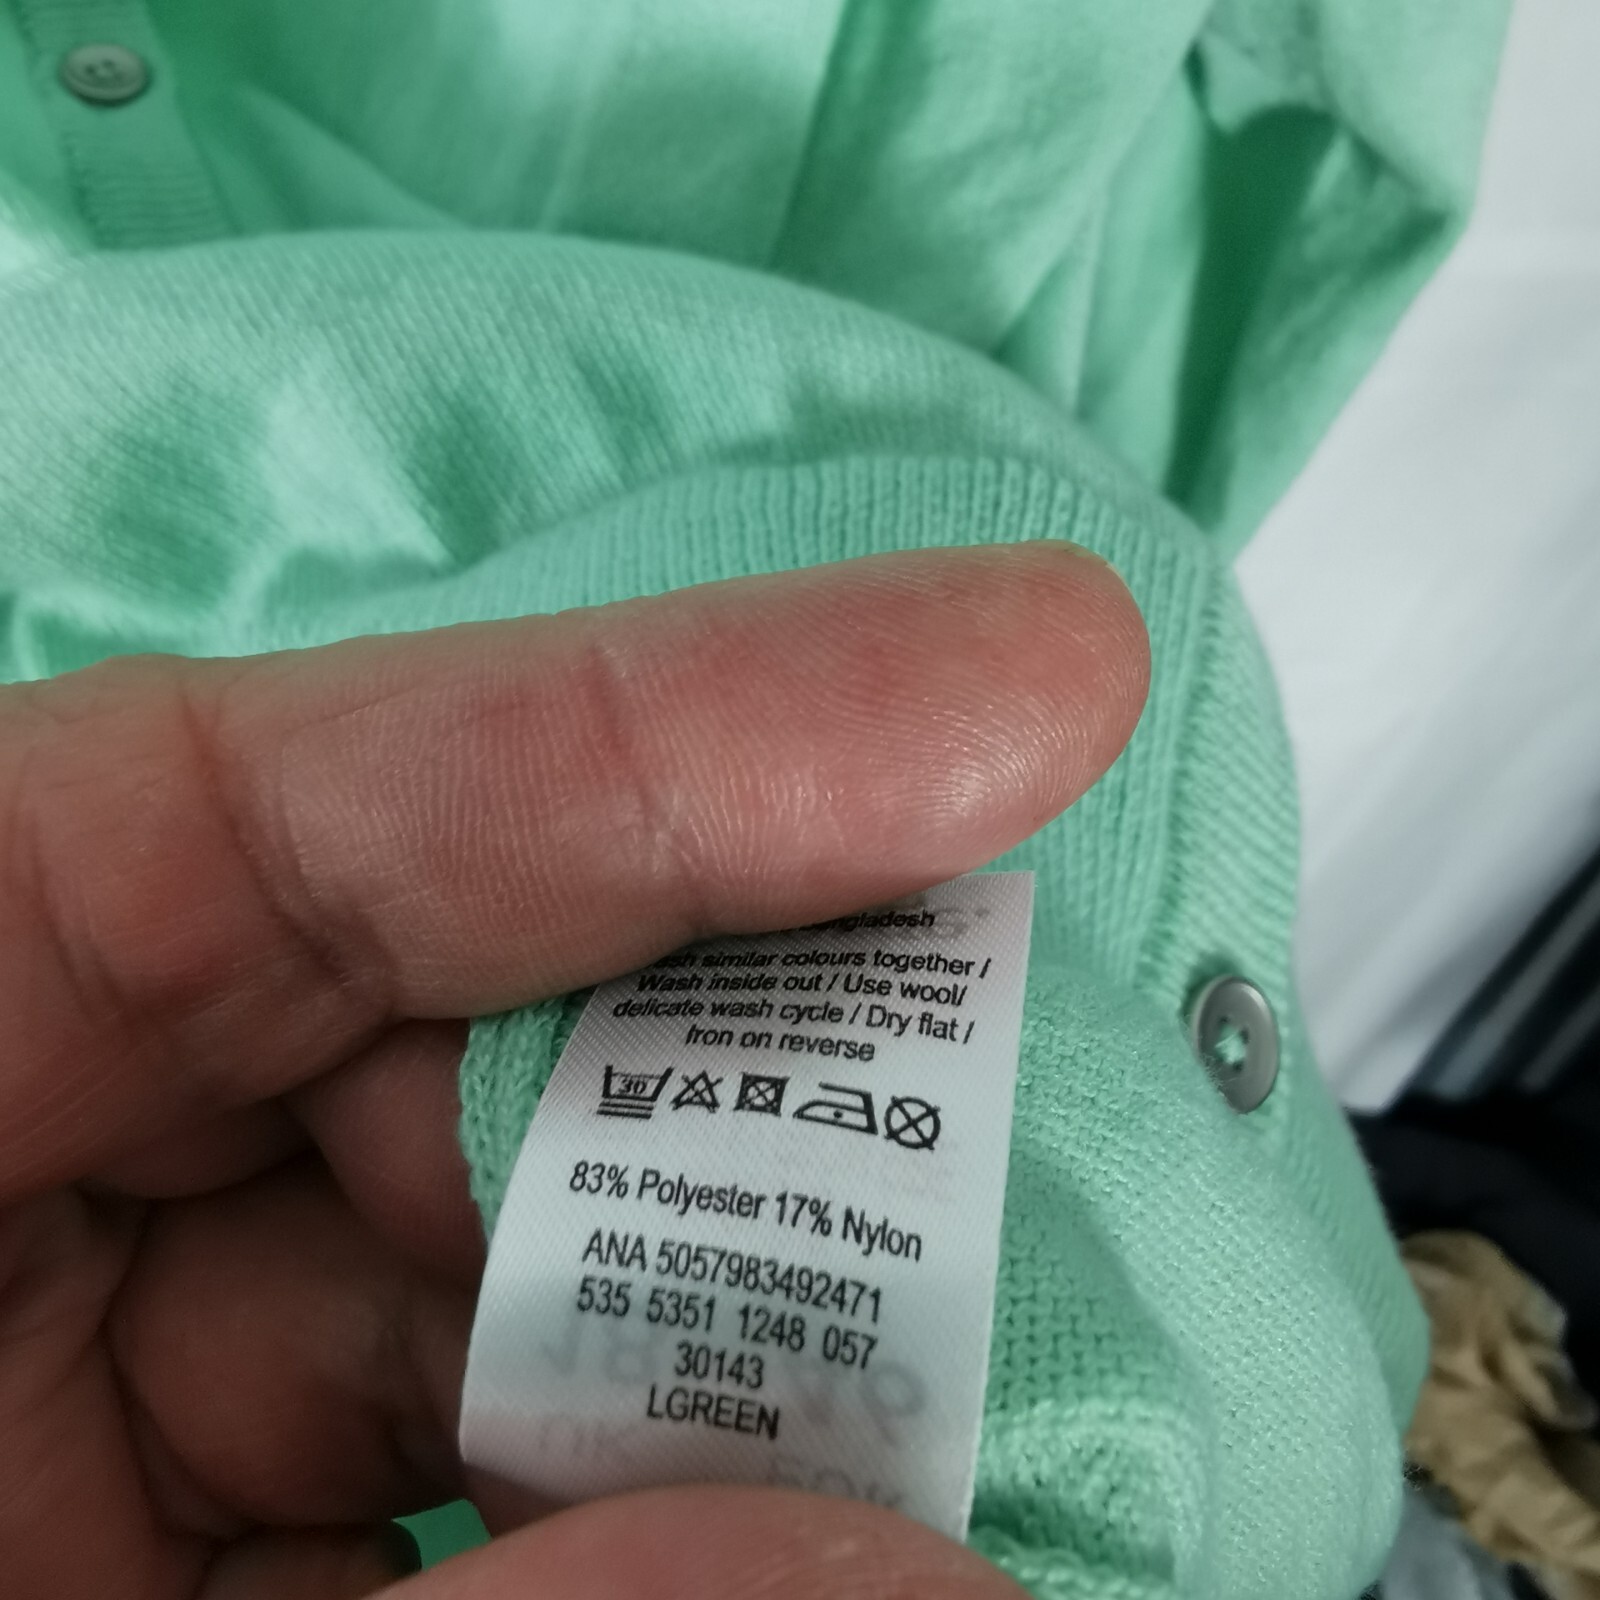 similar colours together /
Wash inside out / Use wool/
delicate wash cycle / Dry flat /
Iron on reverse
30
83% Polyester 17% Nylon
ANA 5057983492471
535 5351 1248 057
30143
LGREEN